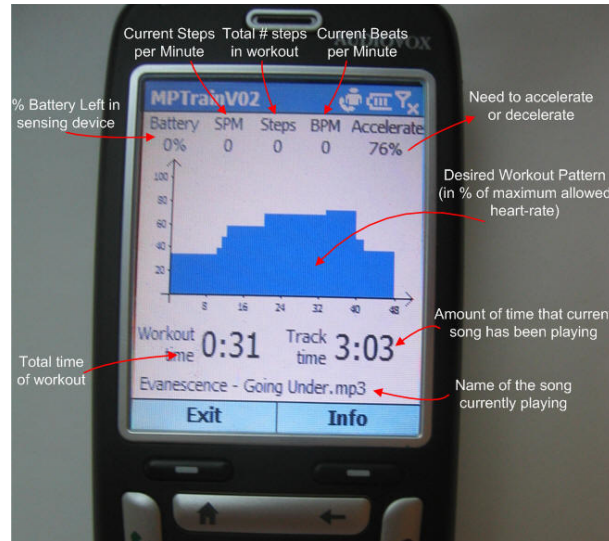 Current Steps
per Minute
Total # steps
in workout
Current Beats
per Minute
AUDIOVOX
% Battery Left in
sensing device
Need to accelerate
or decelerate
MPTrainV02
Battery SPM Steps BPM Accelerate
0% 0 0 0 76%
100
80
60
40
20
8 16 24 32 40 48
Desired Workout Pattern
(in % of maximum allowed
heart-rate)
Workout
time 0:31
Track
time 3:03
Amount of time that current
song has been playing
Total time
of workout
Evanescence - Going Under.mp3
Name of the song
currently playing
Exit Info